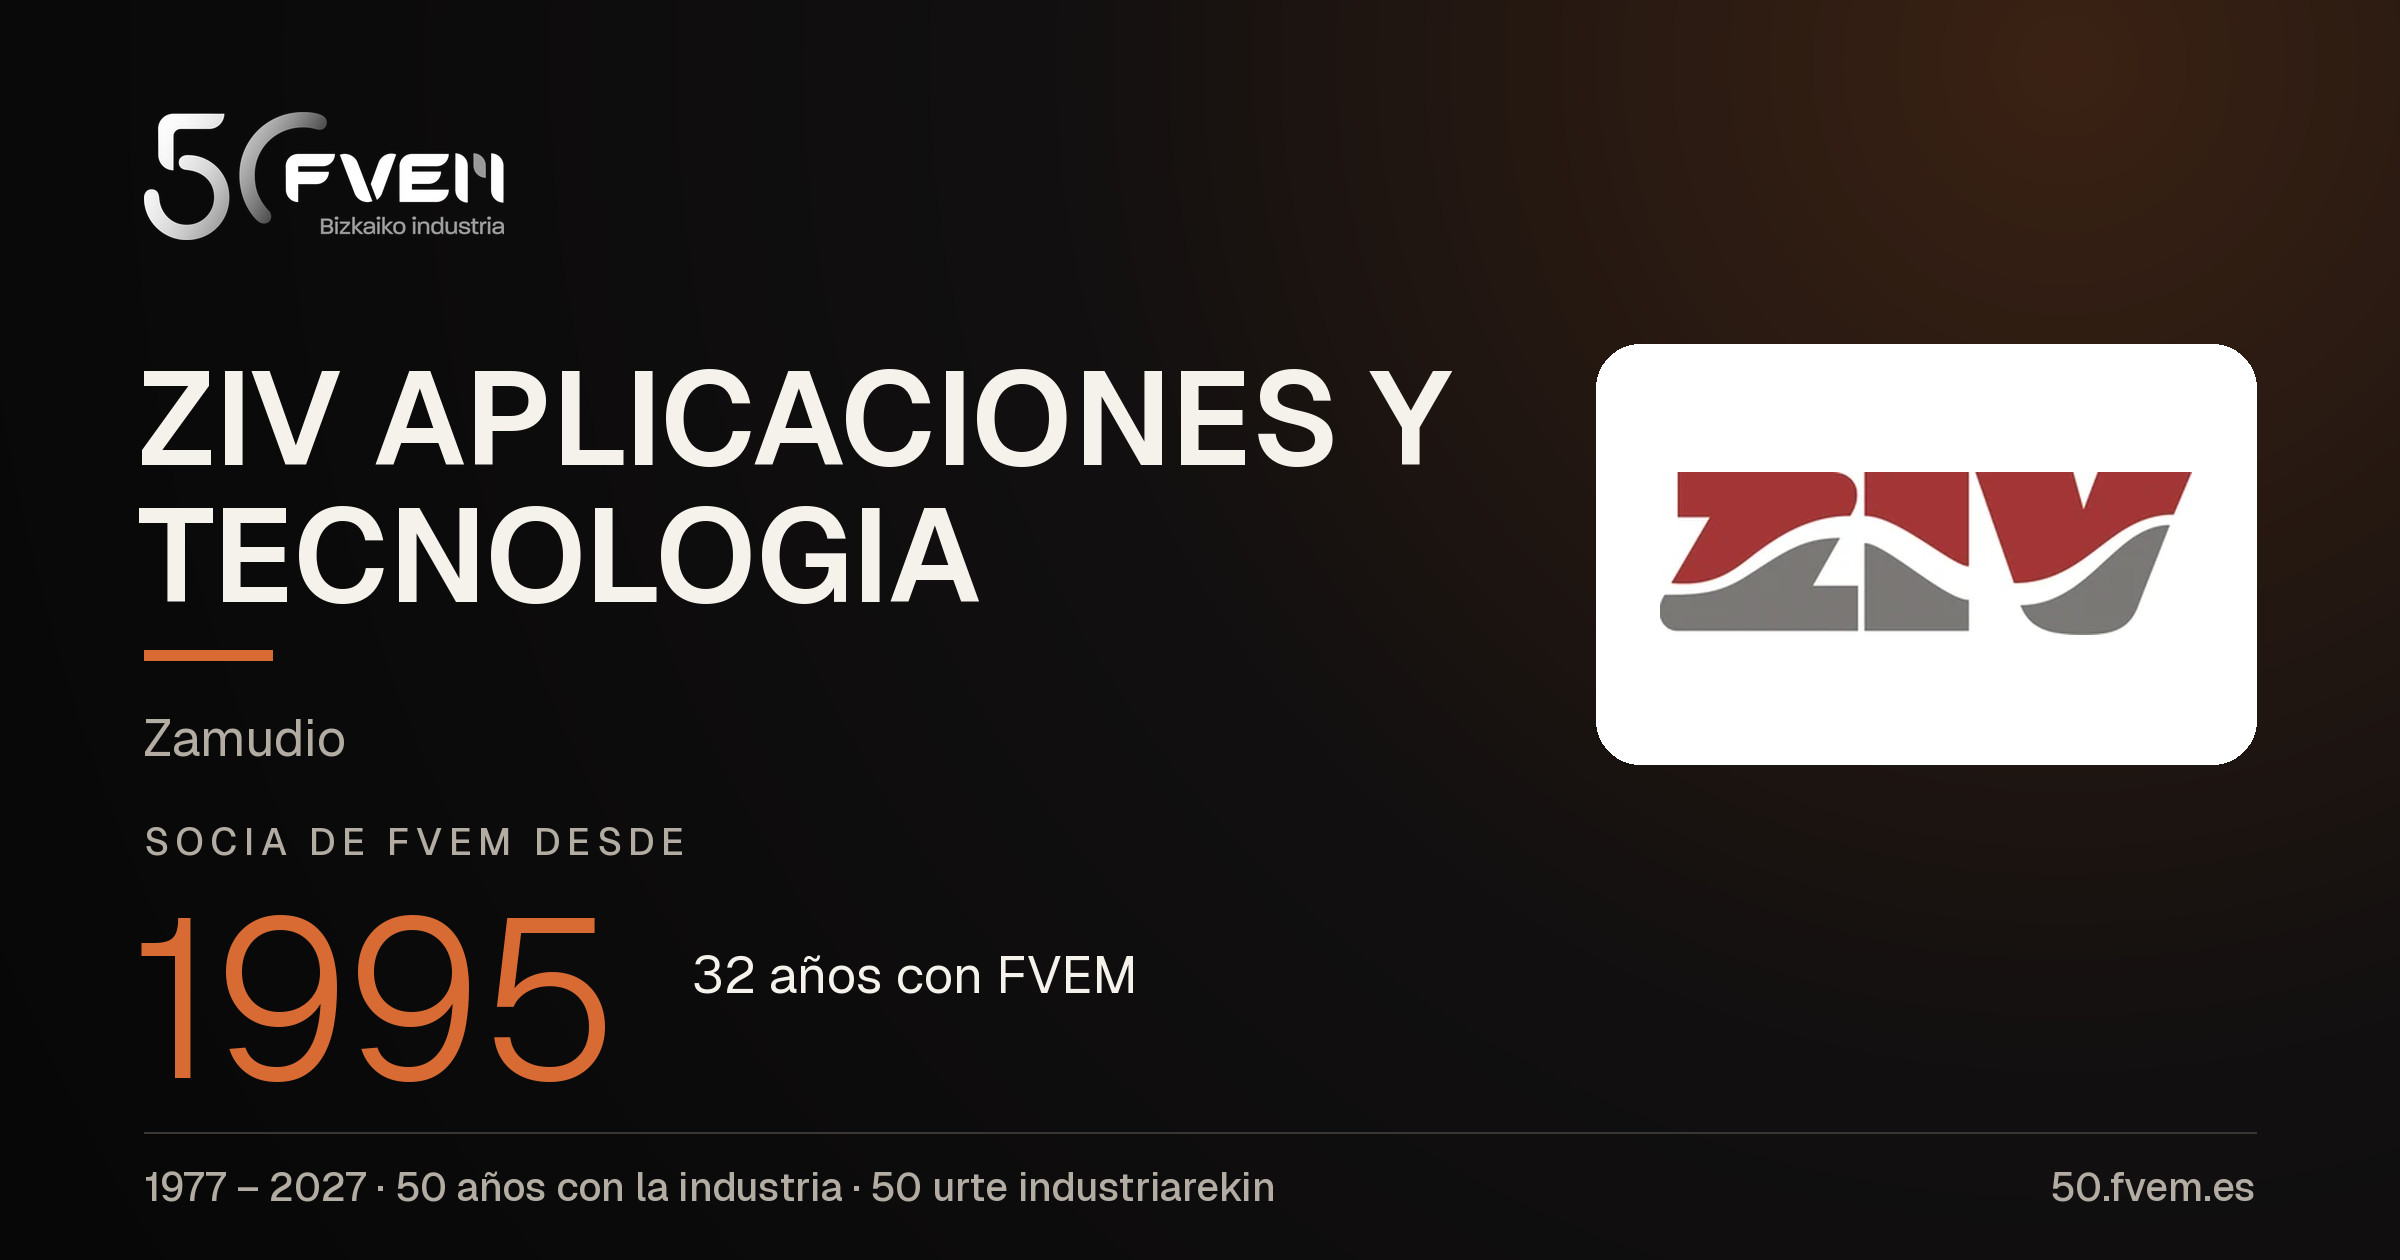 50 FVEM
Bizkaiko industria
ZIV APLICACIONES Y
TECNOLOGIA
ZIV
Zamudio
SOCIA DE FVEM DESDE
1995
32 años con FVEM
1977 – 2027 · 50 años con la industria · 50 urte industriarekin
50.fvem.es